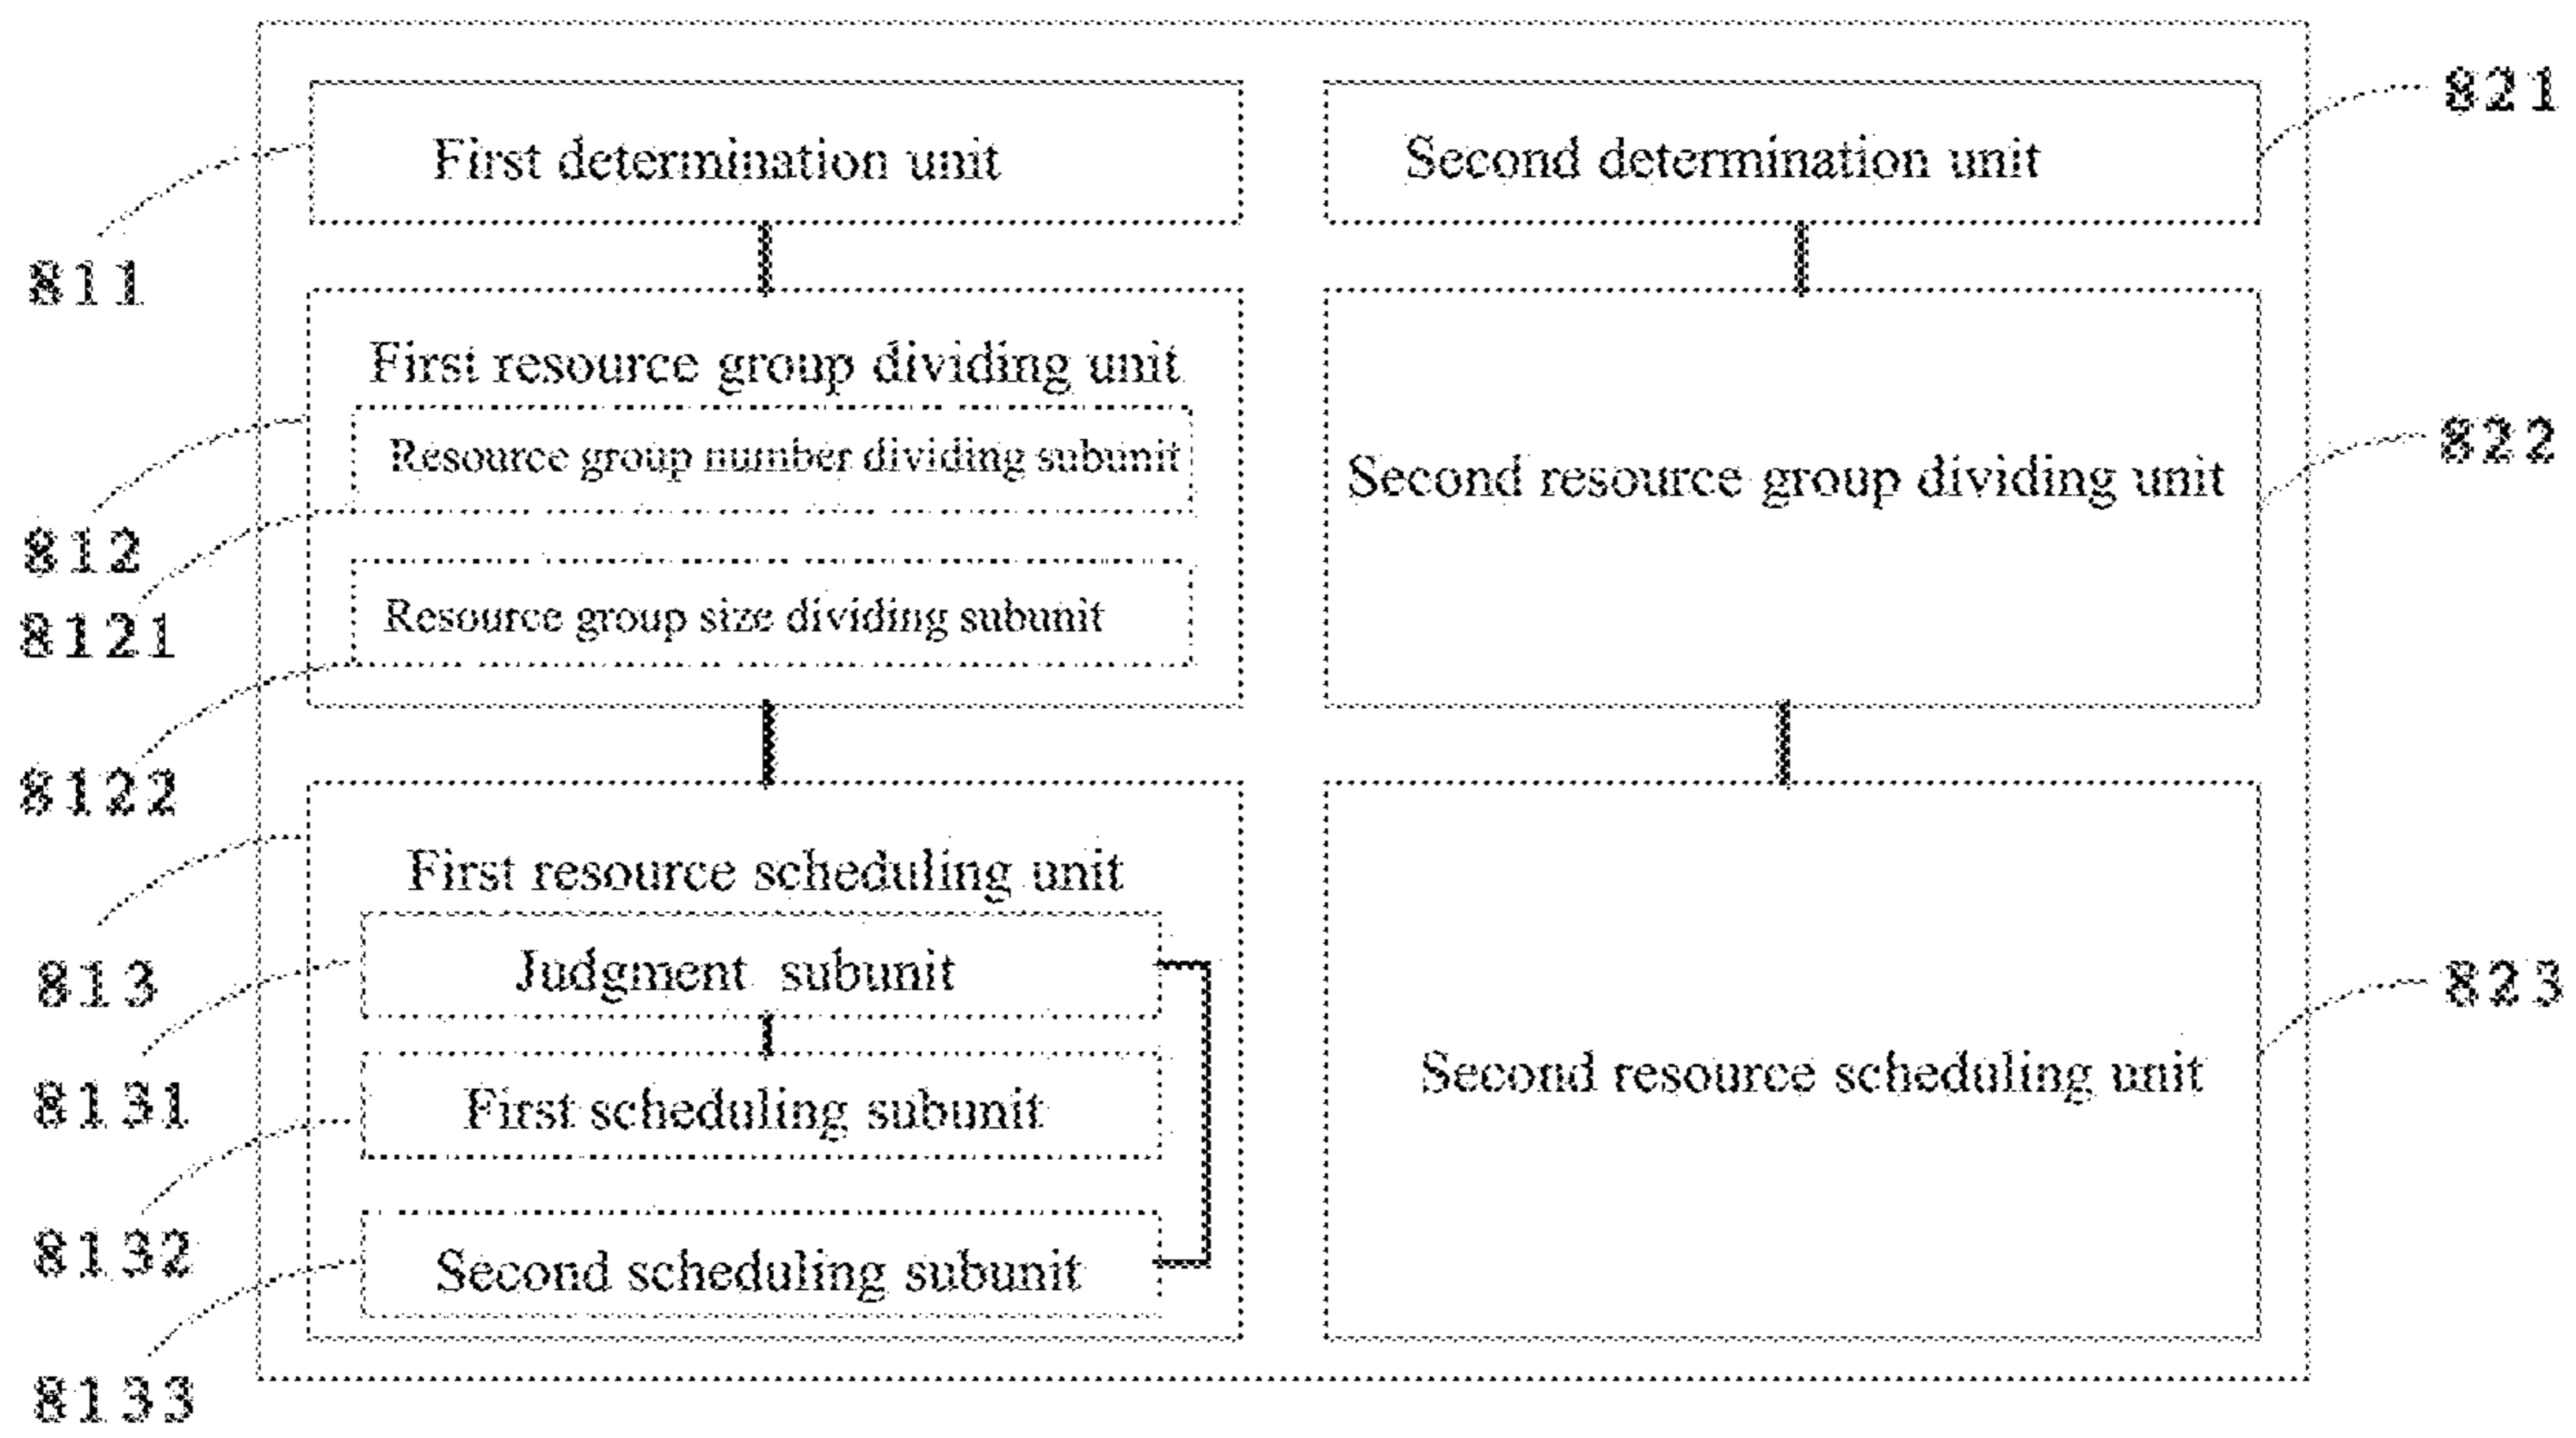 First determination unit
Second determination unit
821
811
First resource group dividing unit
Resource group number dividing subunit
Second resource group dividing unit
822
812
8121
Resource group size dividing subunit
8122
First resource scheduling unit
Judgment subunit
813
823
Second resource scheduling unit
8131
First scheduling subunit
8132
Second scheduling subunit
8133